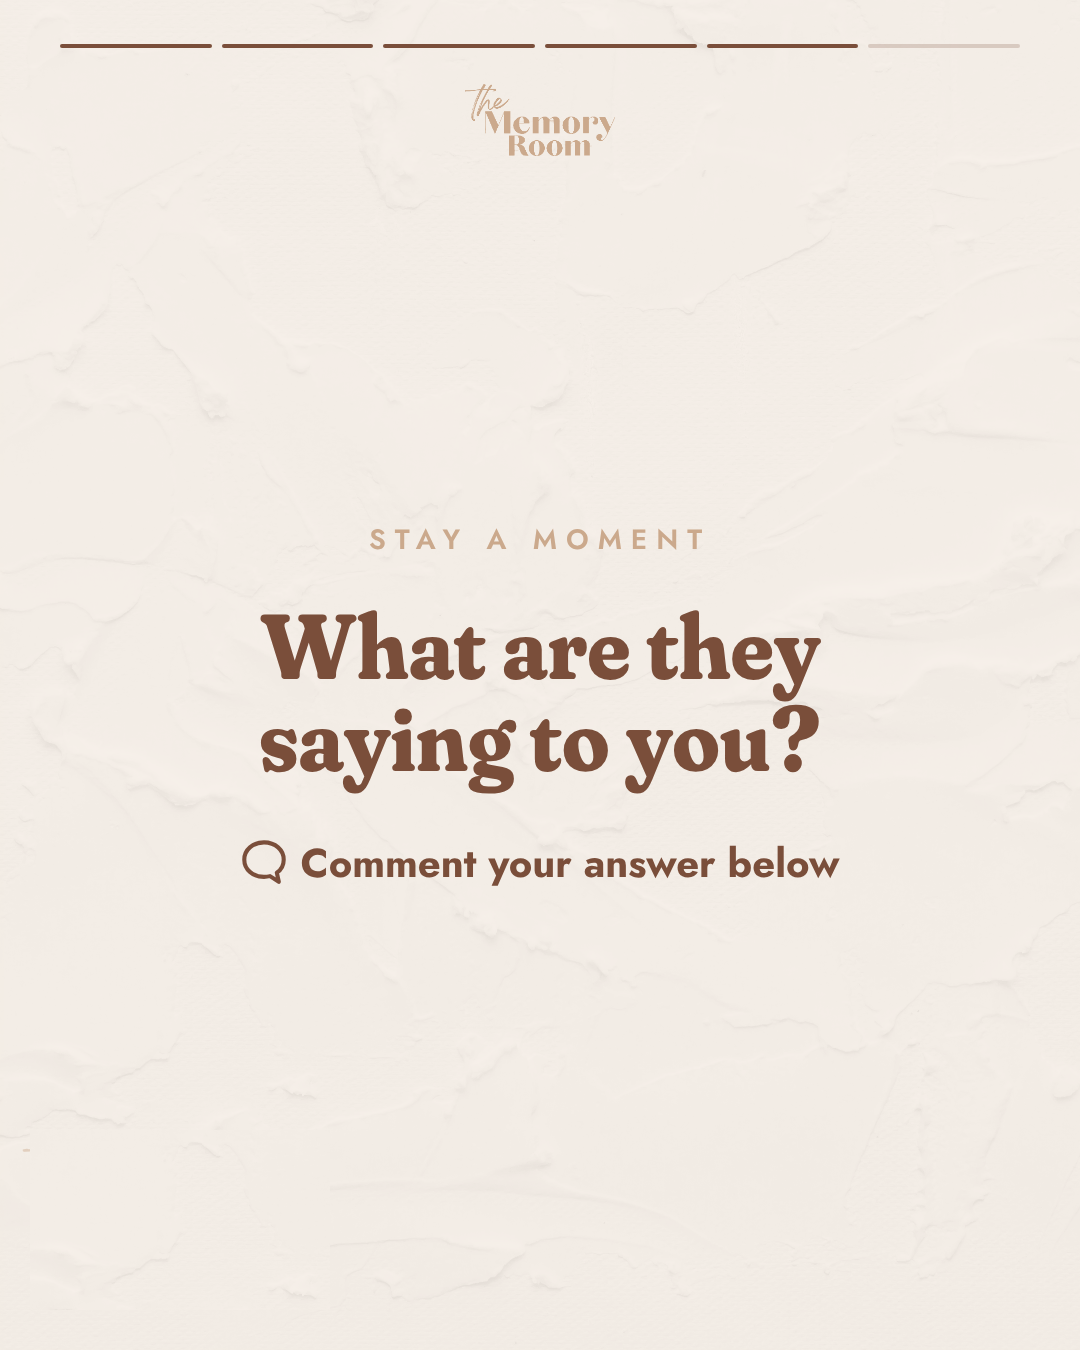 the
Memory
Room
STAY A MOMENT
What are they
saying to you?
Comment your answer below